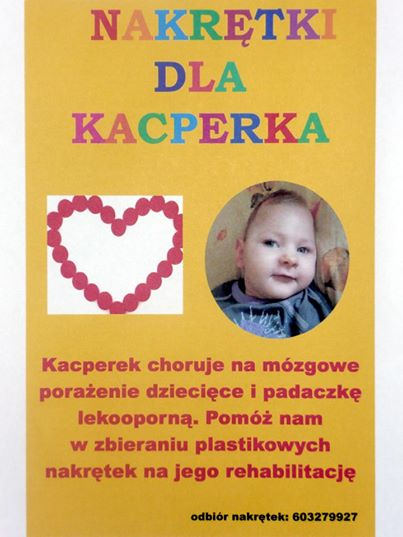 NAKRĘTKI
DLA
KACPERKA
Kacperek choruje na mózgowe
porażenie dziecięce i padaczkę
lekooporną. Pomóż nam
w zbieraniu plastikowych
nakrętek na jego rehabilitację
odbiór nakrętek: 603279927